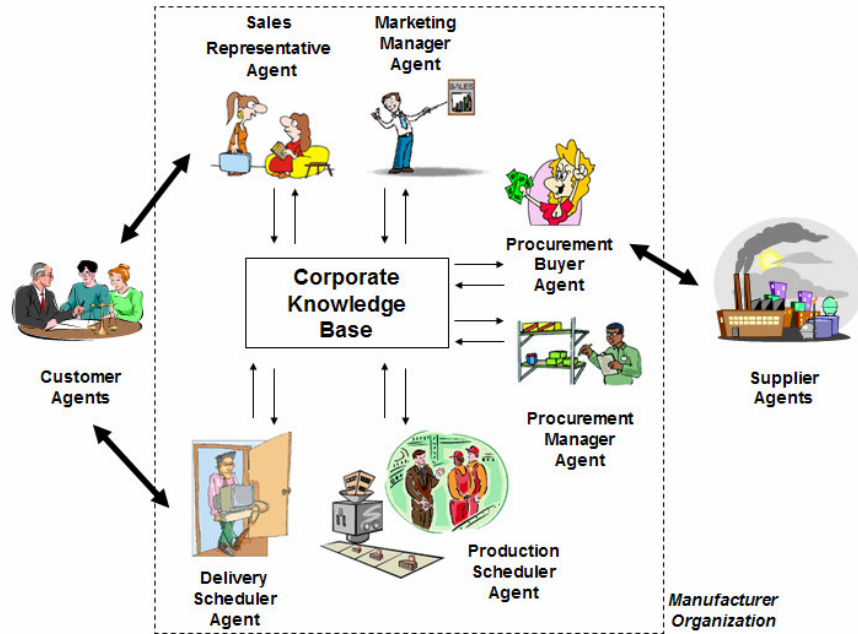 Sales
Representative
Agent
Marketing
Manager
Agent
SALES
Procurement
Buyer
Agent
Corporate
Knowledge
Base
Customer
Agents
Supplier
Agents
Procurement
Manager
Agent
Delivery
Scheduler
Agent
Production
Scheduler
Agent
Manufacturer
Organization